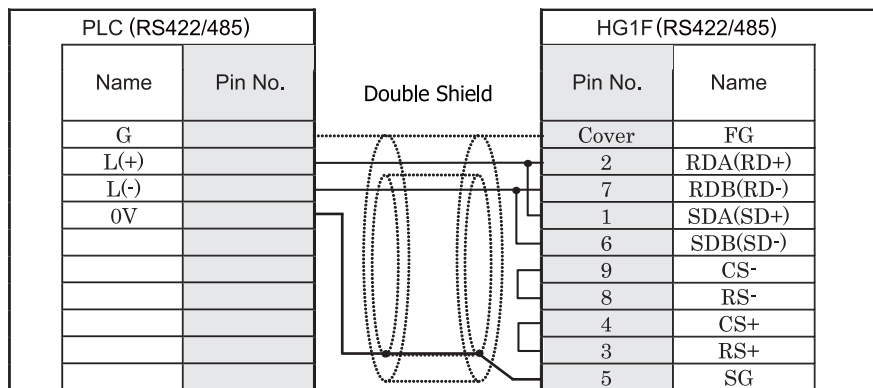 PLC (RS422/485) HG1F (RS422/485)
Name Pin No. Double Shield Pin No. Name
G Cover FG
L(+) 2 RDA(RD+)
L(-) 7 RDB(RD-)
0V 1 SDA(SD+)
6 SDB(SD-)
9 CS-
8 RS-
4 CS+
3 RS+
5 SG